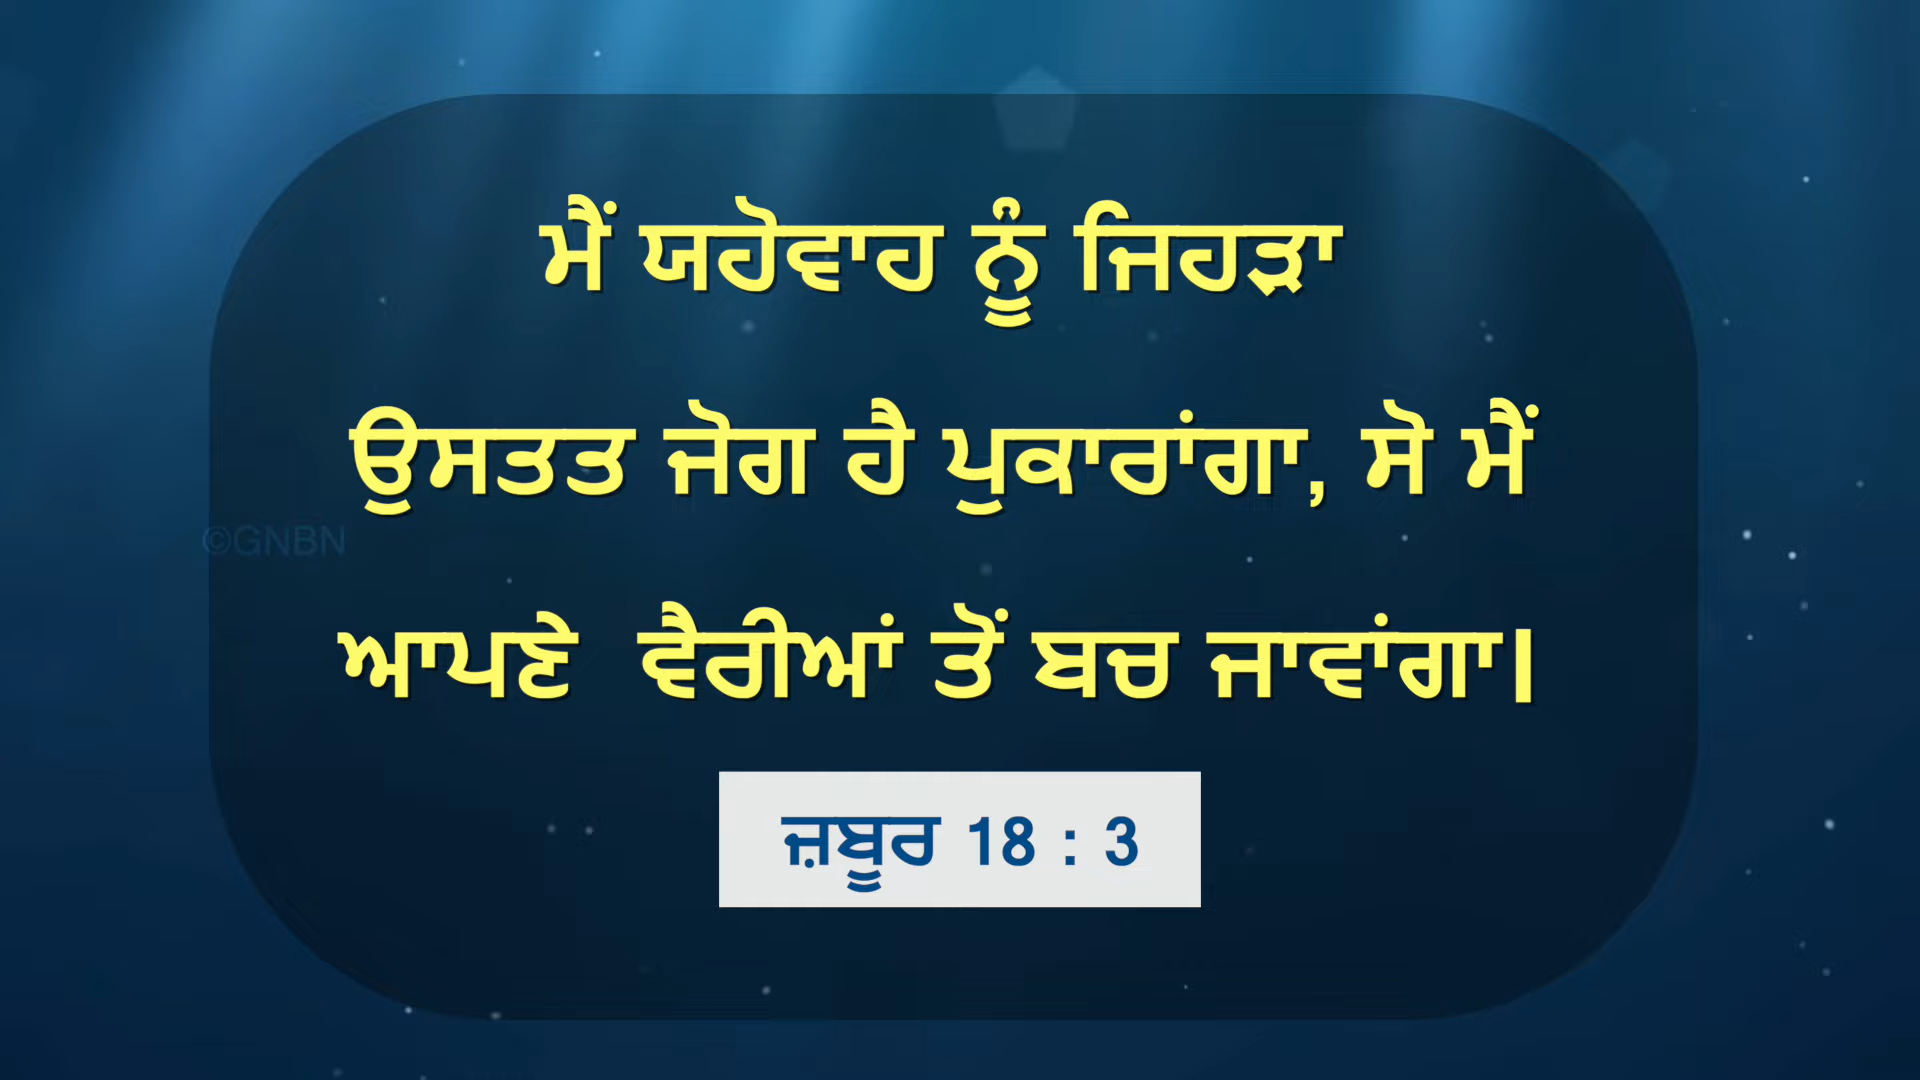 ਮੈਂ ਯਹੋਵਾਹ ਨੂੰ ਜਿਹੜਾ
ਉਸਤਤ ਜੋਗ ਹੈ ਪੁਕਾਰਾਂਗਾ, ਸੋ ਮੈਂ
©GNBN
ਆਪਣੇ ਵੈਰੀਆਂ ਤੋਂ ਬਚ ਜਾਵਾਂਗਾ।
ਜ਼ਬੂਰ 18 : 3